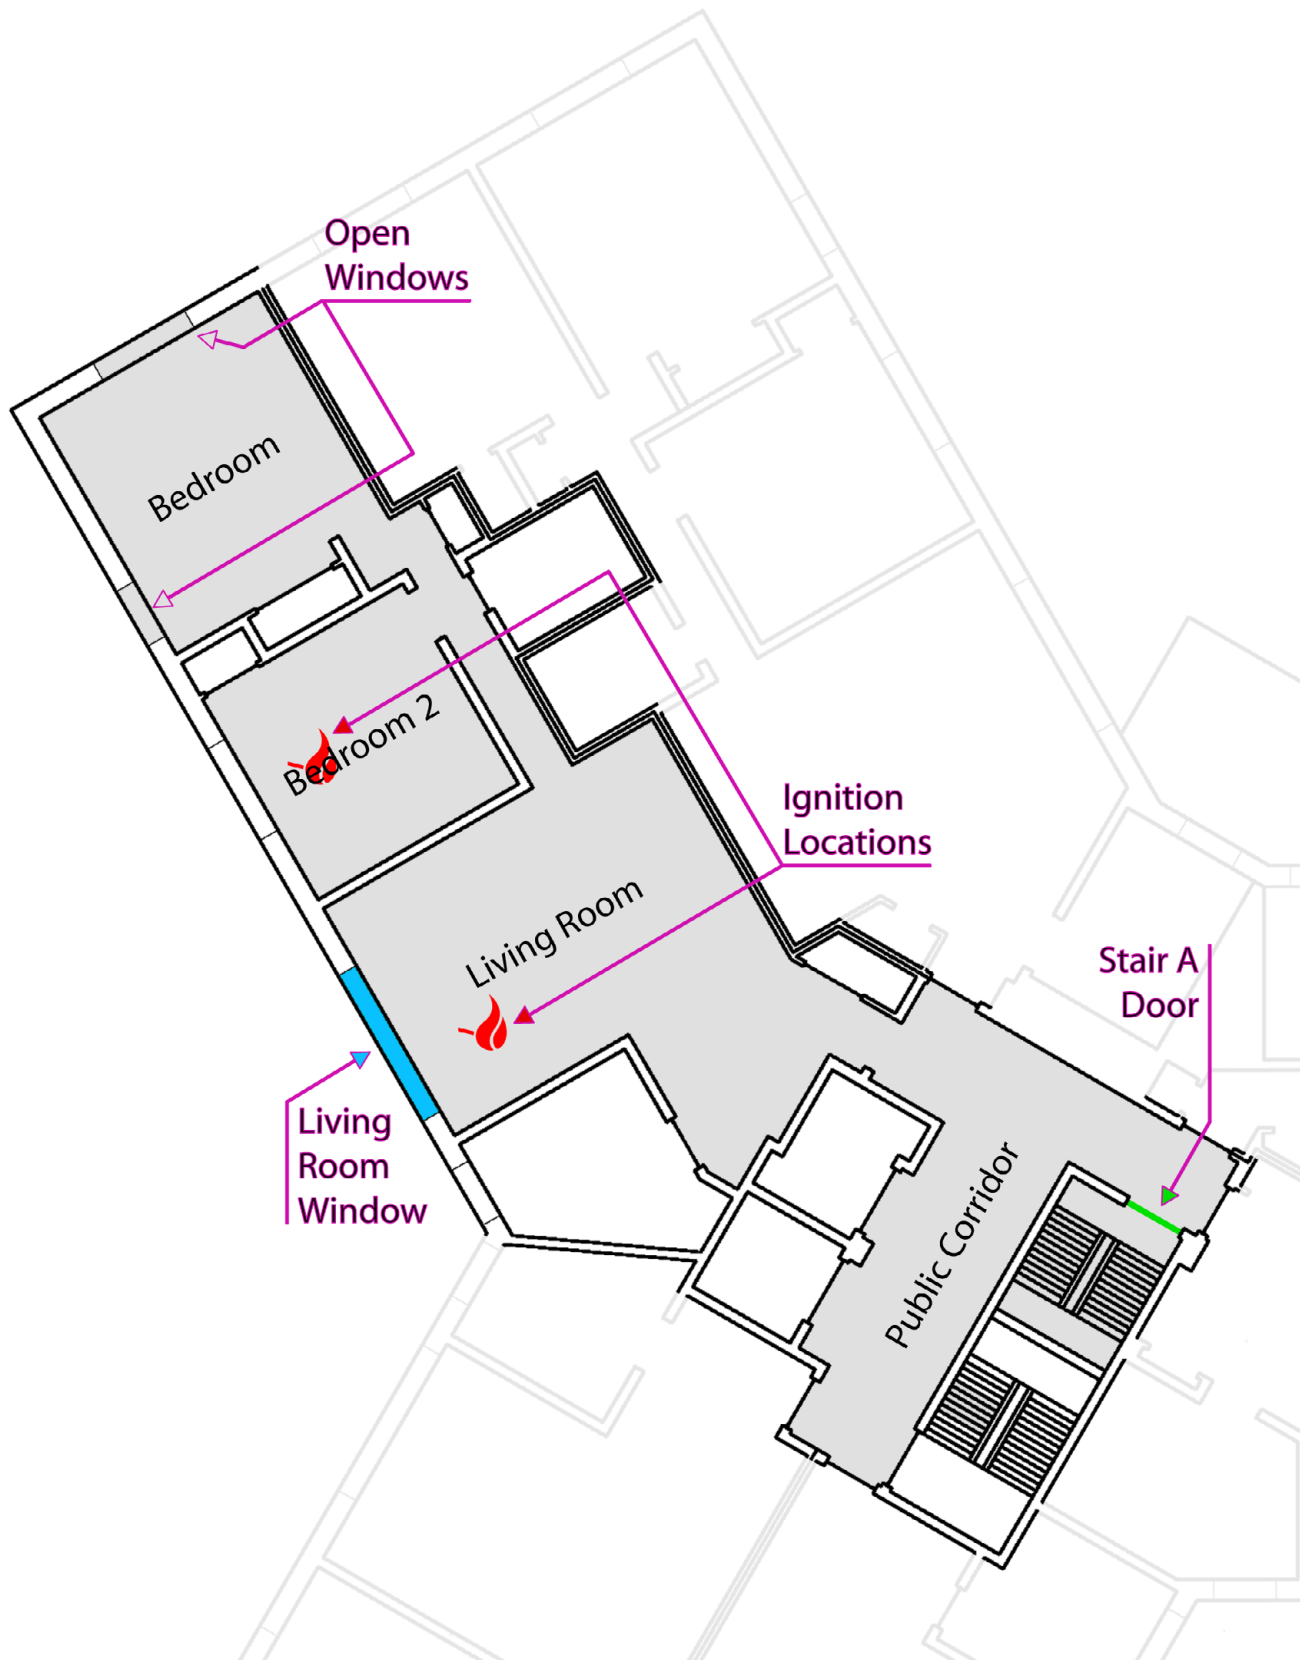 Open
Windows
Bedroom
Bedroom 2
Ignition
Locations
Living Room
Stair A
Door
Living
Room
Window
Public Corridor